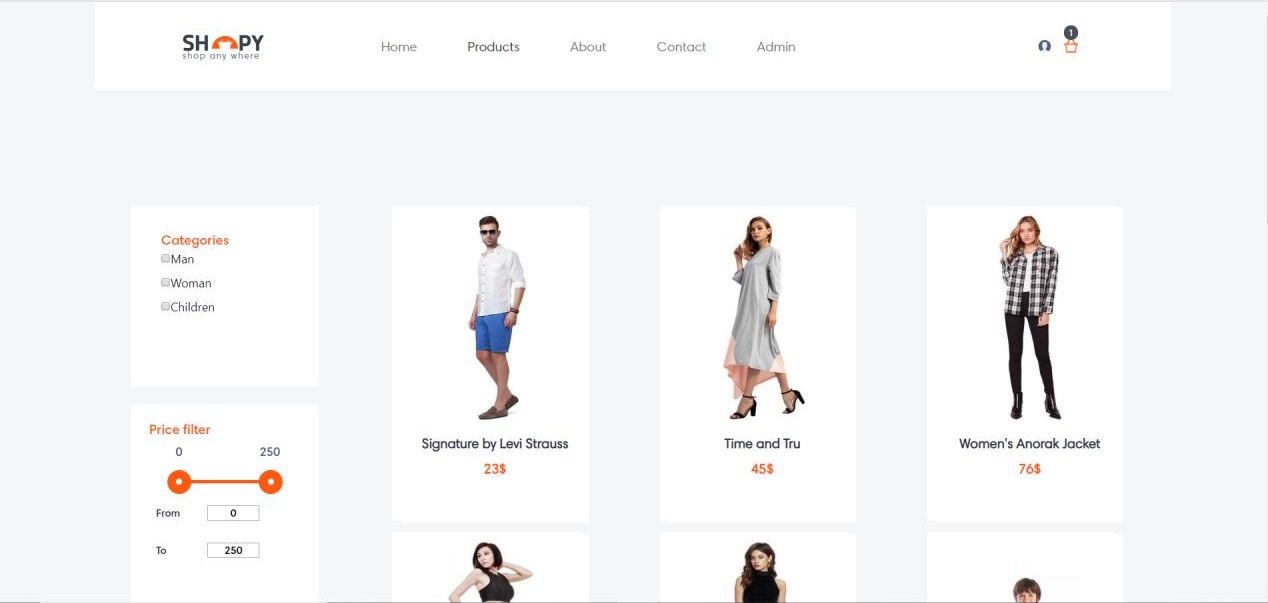 SHOPY
shop any where
Home Products About Contact Admin
1
Categories
Man
Woman
Children
Price filter
0 250
From 0
To 250
Signature by Levi Strauss
23$
Time and Tru
45$
Women's Anorak Jacket
76$